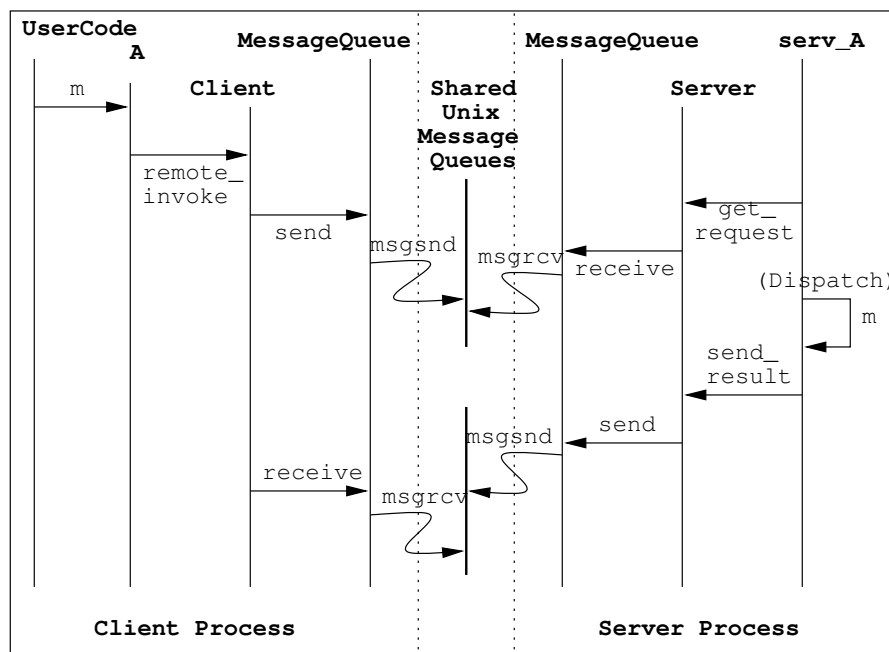 UserCode
A
MessageQueue
MessageQueue
serv_A
Client
Shared
Unix
Message
Queues
Server
m
remote_
invoke
get_
request
send
msgsnd
msgrcv
receive
(Dispatch)
m
send_
result
send
msgsnd
receive
msgrcv
Client Process
Server Process